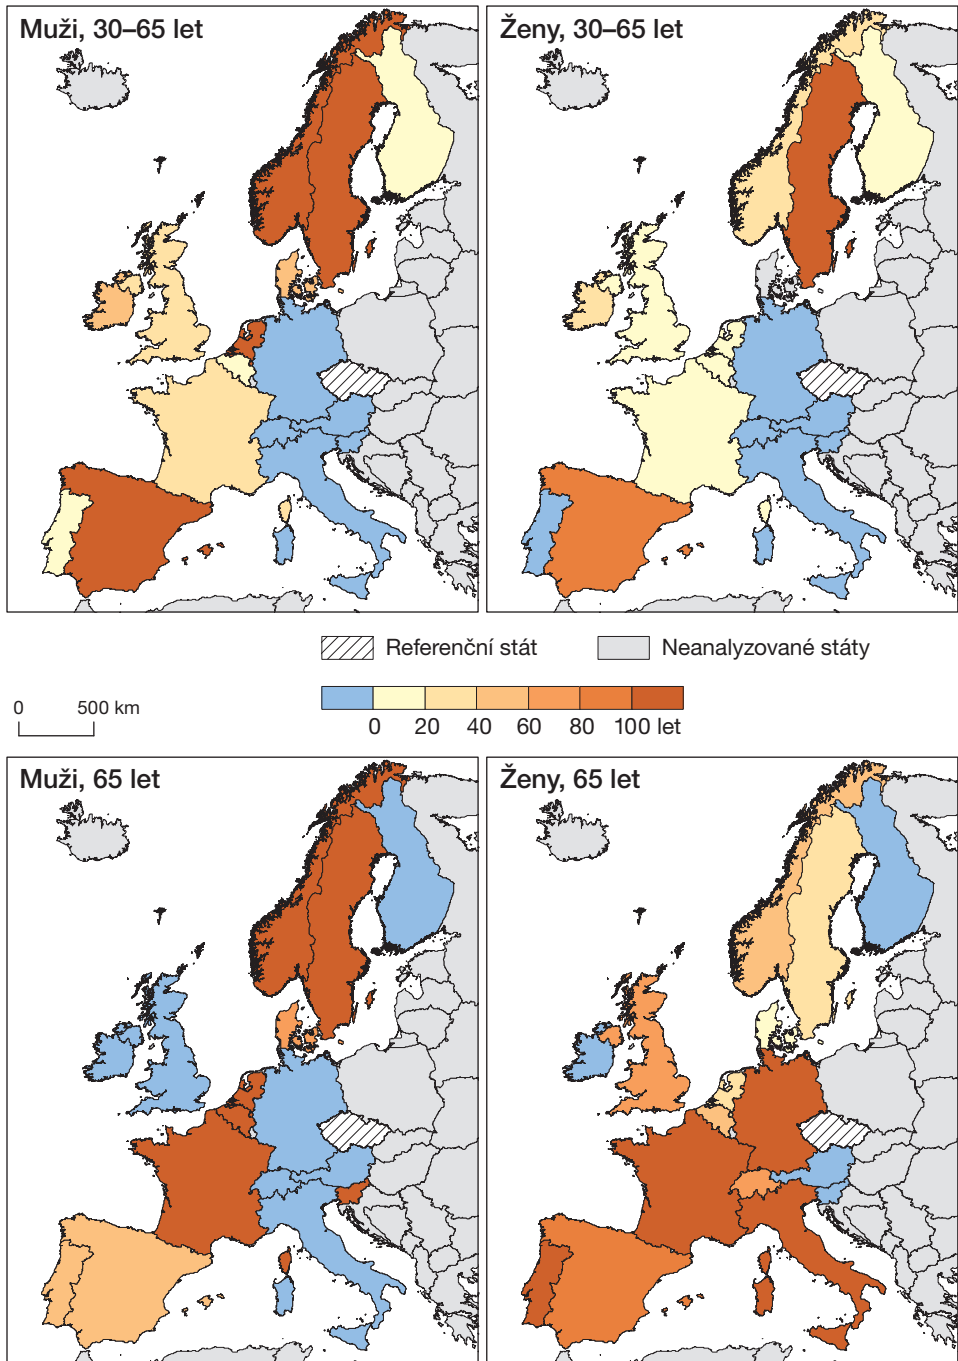 Muži, 30–65 let
Ženy, 30–65 let
Referenční stát
Neanalyzované státy
0 500 km
0 20 40 60 80 100 let
Muži, 65 let
Ženy, 65 let